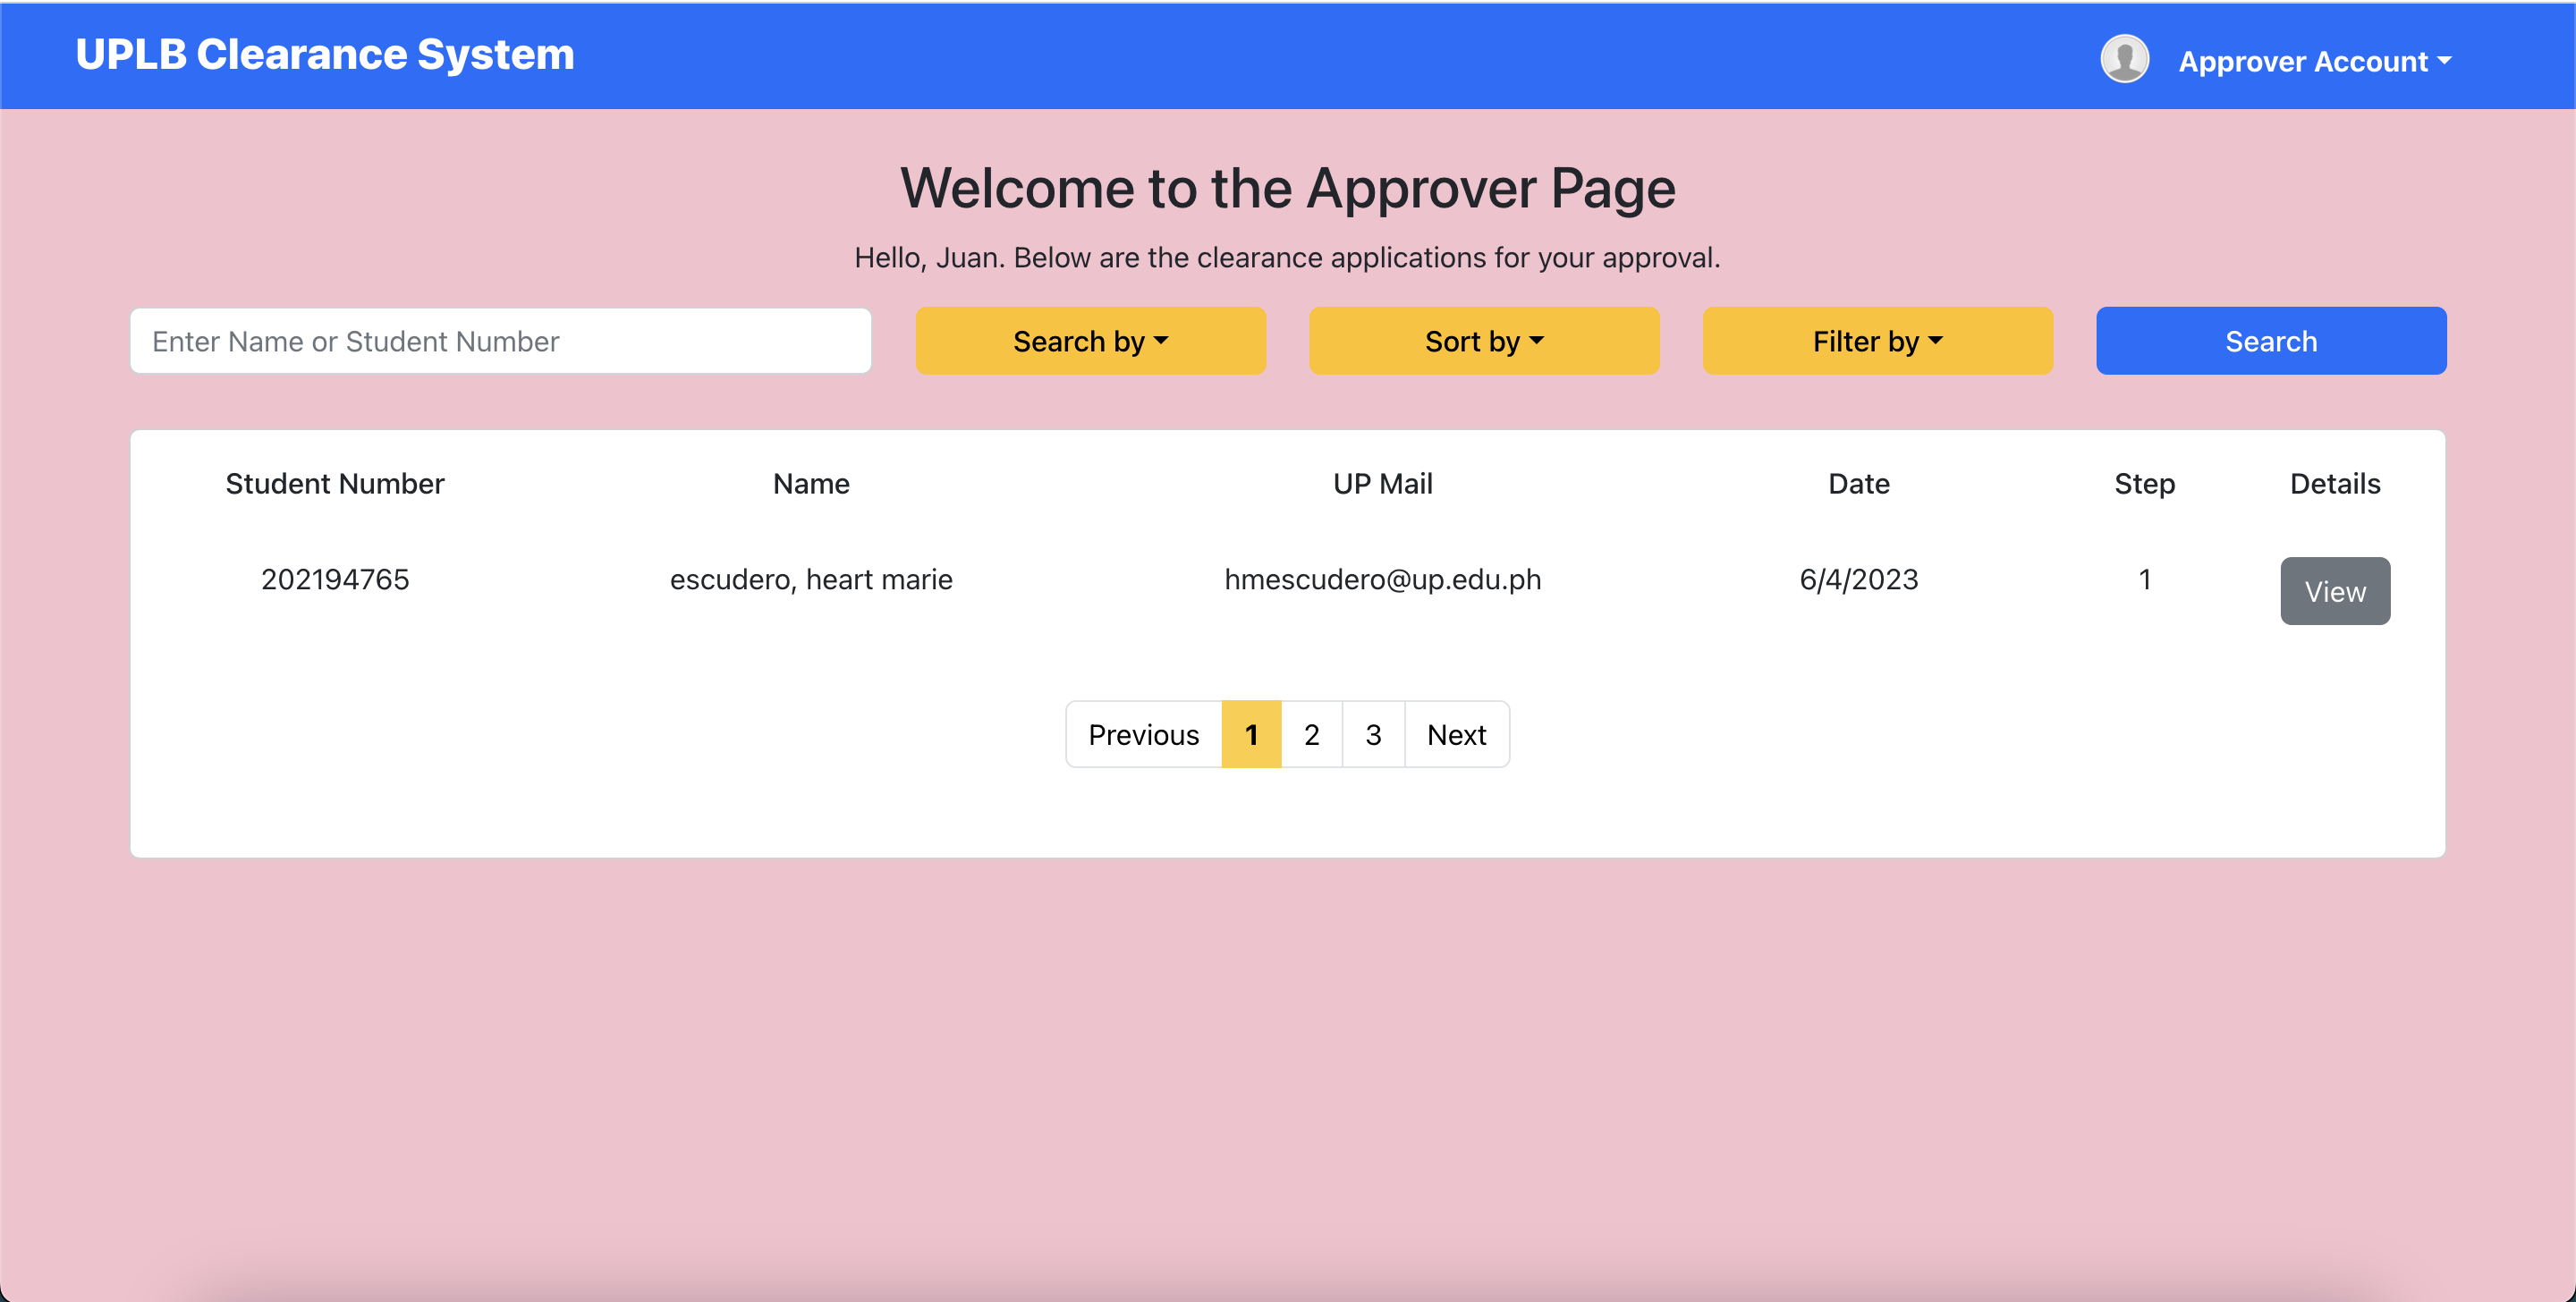 UPLB Clearance System
Approver Account
Welcome to the Approver Page
Hello, Juan. Below are the clearance applications for your approval.
Enter Name or Student Number
Search by
Sort by
Filter by
Search
Student Number Name UP Mail Date Step Details
202194765 escudero, heart marie hmescudero@up.edu.ph 6/4/2023 1 View
Previous 1 2 3 Next